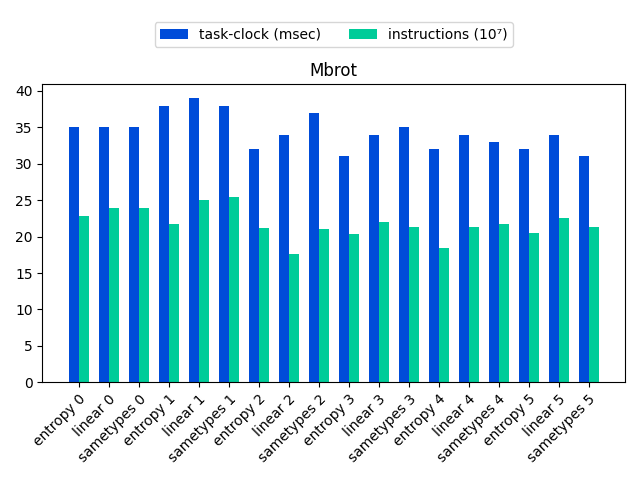 task-clock (msec)
instructions (10⁷)
Mbrot
40
35
30
25
20
15
10
5
0
entropy 0
linear 0
sametypes 0
entropy 1
linear 1
sametypes 1
entropy 2
linear 2
sametypes 2
entropy 3
linear 3
sametypes 3
entropy 4
linear 4
sametypes 4
entropy 5
linear 5
sametypes 5